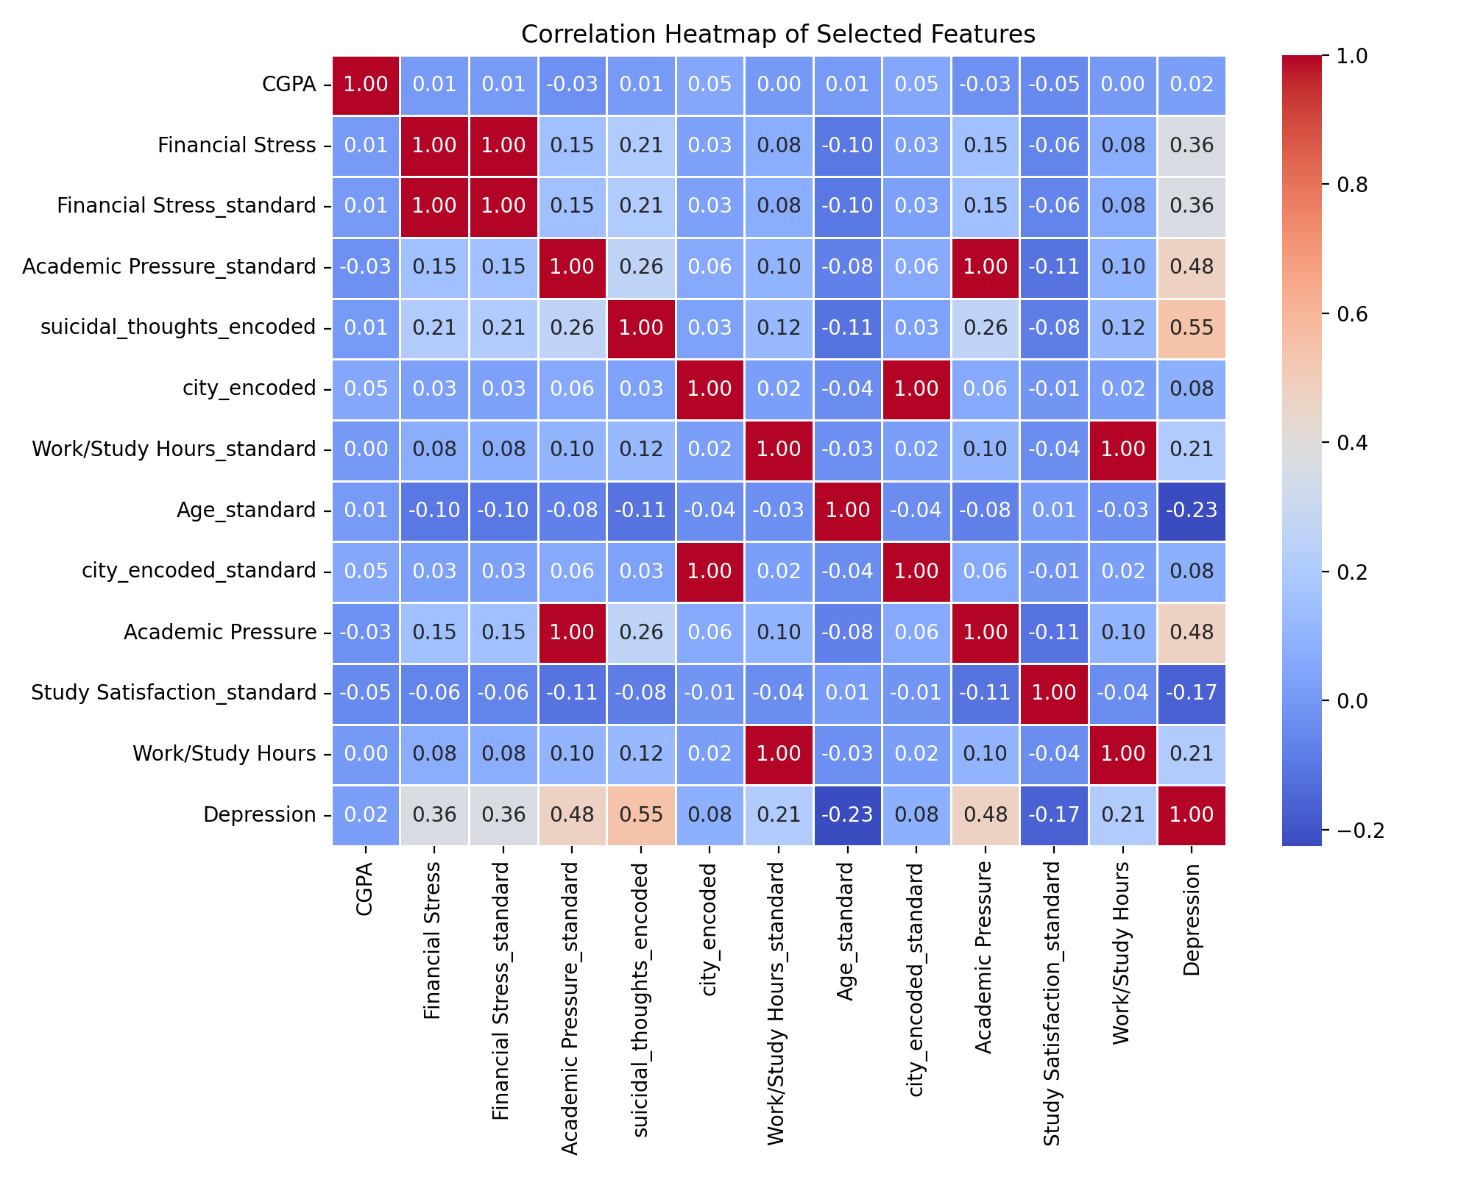 Correlation Heatmap of Selected Features
CGPA 1.00 0.01 0.01 -0.03 0.01 0.05 0.00 0.01 0.05 -0.03 -0.05 0.00 0.02
Financial Stress 0.01 1.00 1.00 0.15 0.21 0.03 0.08 -0.10 0.03 0.15 -0.06 0.08 0.36
Financial Stress_standard 0.01 1.00 1.00 0.15 0.21 0.03 0.08 -0.10 0.03 0.15 -0.06 0.08 0.36
Academic Pressure_standard -0.03 0.15 0.15 1.00 0.26 0.06 0.10 -0.08 0.06 1.00 -0.11 0.10 0.48
suicidal_thoughts_encoded 0.01 0.21 0.21 0.26 1.00 0.03 0.12 -0.11 0.03 0.26 -0.08 0.12 0.55
city_encoded 0.05 0.03 0.03 0.06 0.03 1.00 0.02 -0.04 1.00 0.06 -0.01 0.02 0.08
Work/Study Hours_standard 0.00 0.08 0.08 0.10 0.12 0.02 1.00 -0.03 0.02 0.10 -0.04 1.00 0.21
Age_standard 0.01 -0.10 -0.10 -0.08 -0.11 -0.04 -0.03 1.00 -0.04 -0.08 0.01 -0.03 -0.23
city_encoded_standard 0.05 0.03 0.03 0.06 0.03 1.00 0.02 -0.04 1.00 0.06 -0.01 0.02 0.08
Academic Pressure -0.03 0.15 0.15 1.00 0.26 0.06 0.10 -0.08 0.06 1.00 -0.11 0.10 0.48
Study Satisfaction_standard -0.05 -0.06 -0.06 -0.11 -0.08 -0.01 -0.04 0.01 -0.01 -0.11 1.00 -0.04 -0.17
Work/Study Hours 0.00 0.08 0.08 0.10 0.12 0.02 1.00 -0.03 0.02 0.10 -0.04 1.00 0.21
Depression 0.02 0.36 0.36 0.48 0.55 0.08 0.21 -0.23 0.08 0.48 -0.17 0.21 1.00
CGPA
Financial Stress
Financial Stress_standard
Academic Pressure_standard
suicidal_thoughts_encoded
city_encoded
Work/Study Hours_standard
Age_standard
city_encoded_standard
Academic Pressure
Study Satisfaction_standard
Work/Study Hours
Depression
1.0
0.8
0.6
0.4
0.2
0.0
−0.2